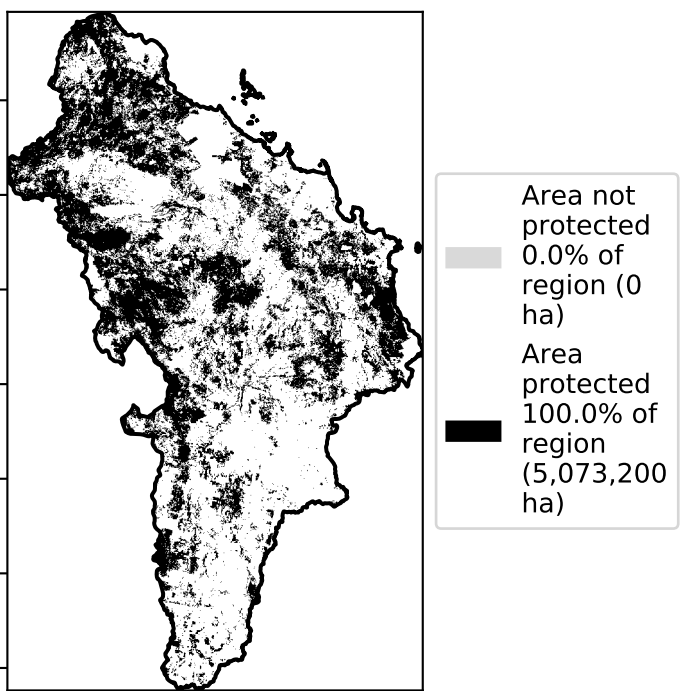 Area not
protected
0.0% of
region (0
ha)
Area
protected
100.0% of
region
(5,073,200
ha)